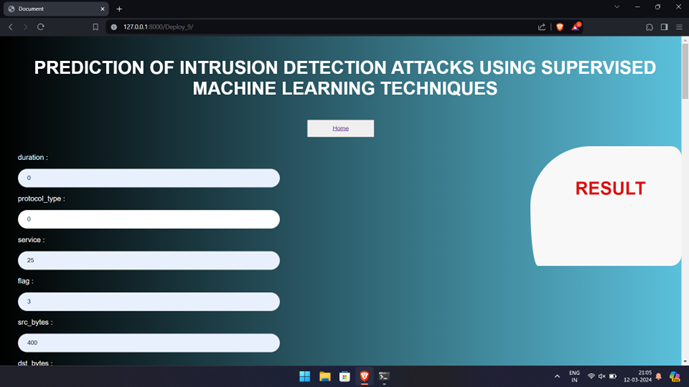 Document
127.0.0.1:8000/Deploy_9/
PREDICTION OF INTRUSION DETECTION ATTACKS USING SUPERVISED
MACHINE LEARNING TECHNIQUES
Home
duration :
0
protocol_type :
0
service :
25
flag :
3
src_bytes :
400
dst_bytes :
RESULT
ENG
IN
21:05
12-03-2024